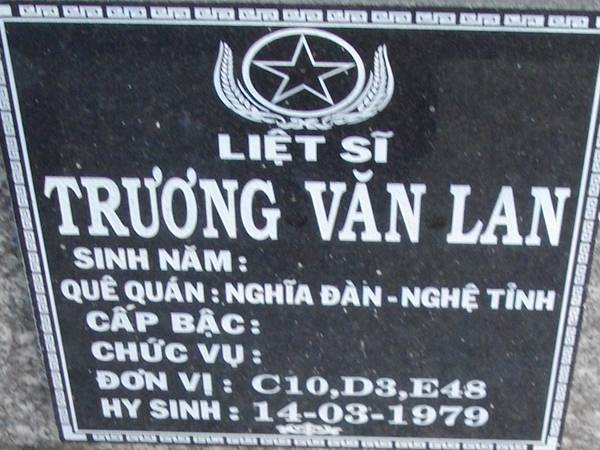 LIỆT SĨ
TRƯƠNG VĂN LAN
SINH NĂM :
QUÊ QUÁN : NGHĨA ĐÀN - NGHỆ TĨNH
CẤP BẬC :
CHỨC VỤ :
ĐƠN VỊ : C10,D3,E48
HY SINH : 14-03-1979